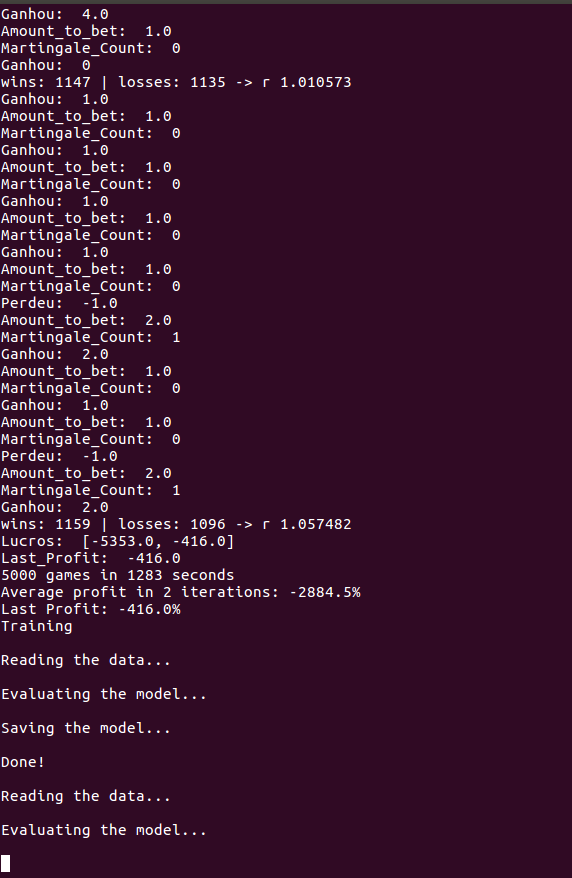 Ganhou:  4.0
Amount_to_bet:  1.0
Martingale_Count:  0
Ganhou:  0
wins: 1147 | losses: 1135 -> r 1.010573
Ganhou:  1.0
Amount_to_bet:  1.0
Martingale_Count:  0
Ganhou:  1.0
Amount_to_bet:  1.0
Martingale_Count:  0
Ganhou:  1.0
Amount_to_bet:  1.0
Martingale_Count:  0
Ganhou:  1.0
Amount_to_bet:  1.0
Martingale_Count:  0
Perdeu:  -1.0
Amount_to_bet:  2.0
Martingale_Count:  1
Ganhou:  2.0
Amount_to_bet:  1.0
Martingale_Count:  0
Ganhou:  1.0
Amount_to_bet:  1.0
Martingale_Count:  0
Perdeu:  -1.0
Amount_to_bet:  2.0
Martingale_Count:  1
Ganhou:  2.0
wins: 1159 | losses: 1096 -> r 1.057482
Lucros:  [-5353.0, -416.0]
Last_Profit:  -416.0
5000 games in 1283 seconds
Average profit in 2 iterations: -2884.5%
Last Profit: -416.0%
Training
Reading the data...
Evaluating the model...
Saving the model...
Done!
Reading the data...
Evaluating the model...